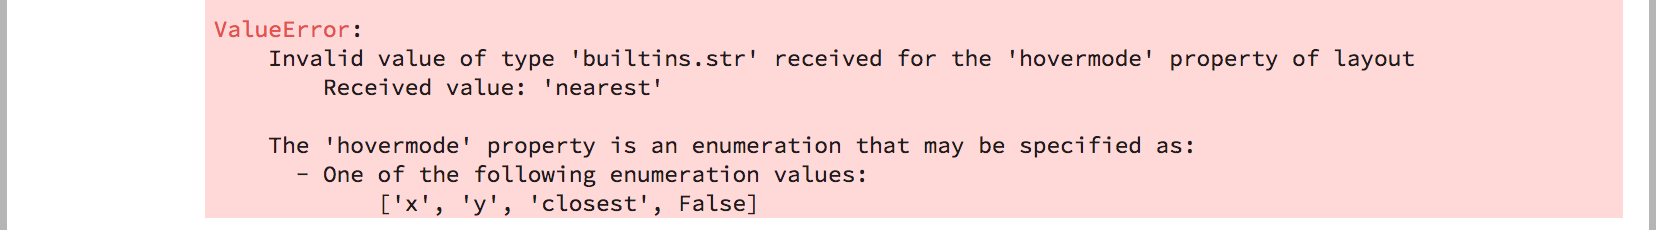 ValueError:
Invalid value of type 'builtins.str' received for the 'hovermode' property of layout
Received value: 'nearest'
The 'hovermode' property is an enumeration that may be specified as:
- One of the following enumeration values:
['x', 'y', 'closest', False]